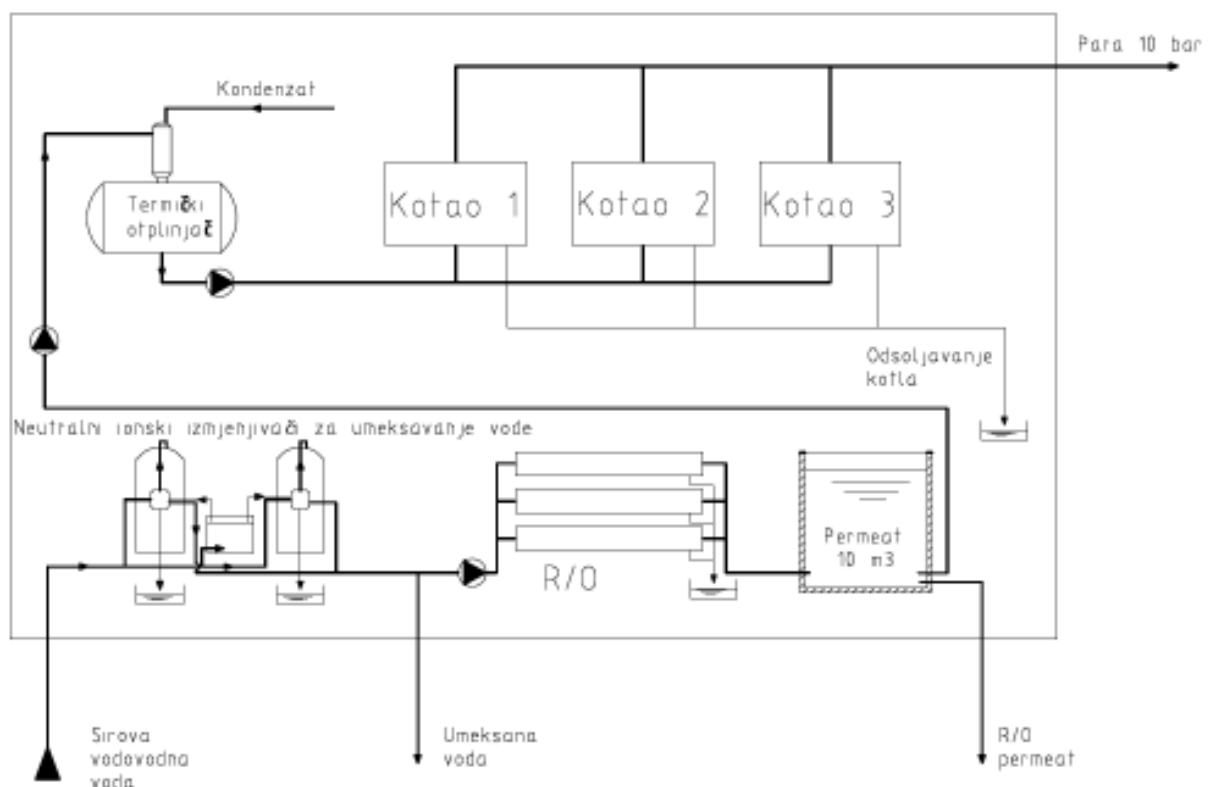 Para 10 bar
Kondenzat
Termički
otplinjač
Kotao 1
Kotao 2
Kotao 3
Odsoljavanje
kotla
Neutralni ionski izmjenjivači za umeksavanje vode
Permeat
10 m3
R/O
Sirova
vodovodna
voda
Umeksana
voda
R/O
permeat